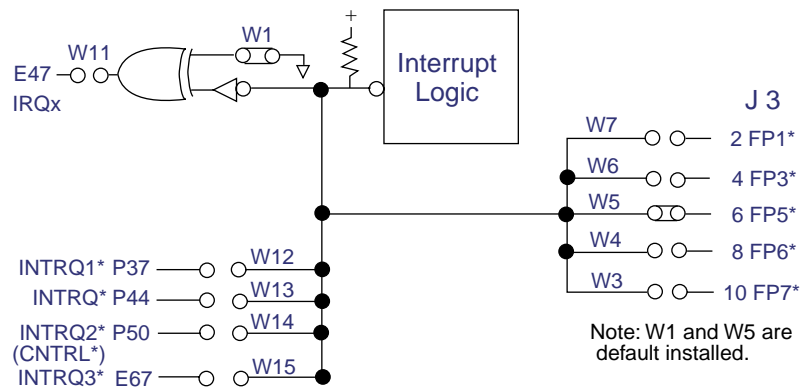 W1
+
W11
E47
IRQx
Interrupt
Logic
J 3
W7
2 FP1*
W6
4 FP3*
W5
6 FP5*
W4
8 FP6*
W3
10 FP7*
INTRQ1* P37
W12
INTRQ* P44
W13
INTRQ2* P50
W14
(CNTRL*)
INTRQ3* E67
W15
Note: W1 and W5 are
default installed.